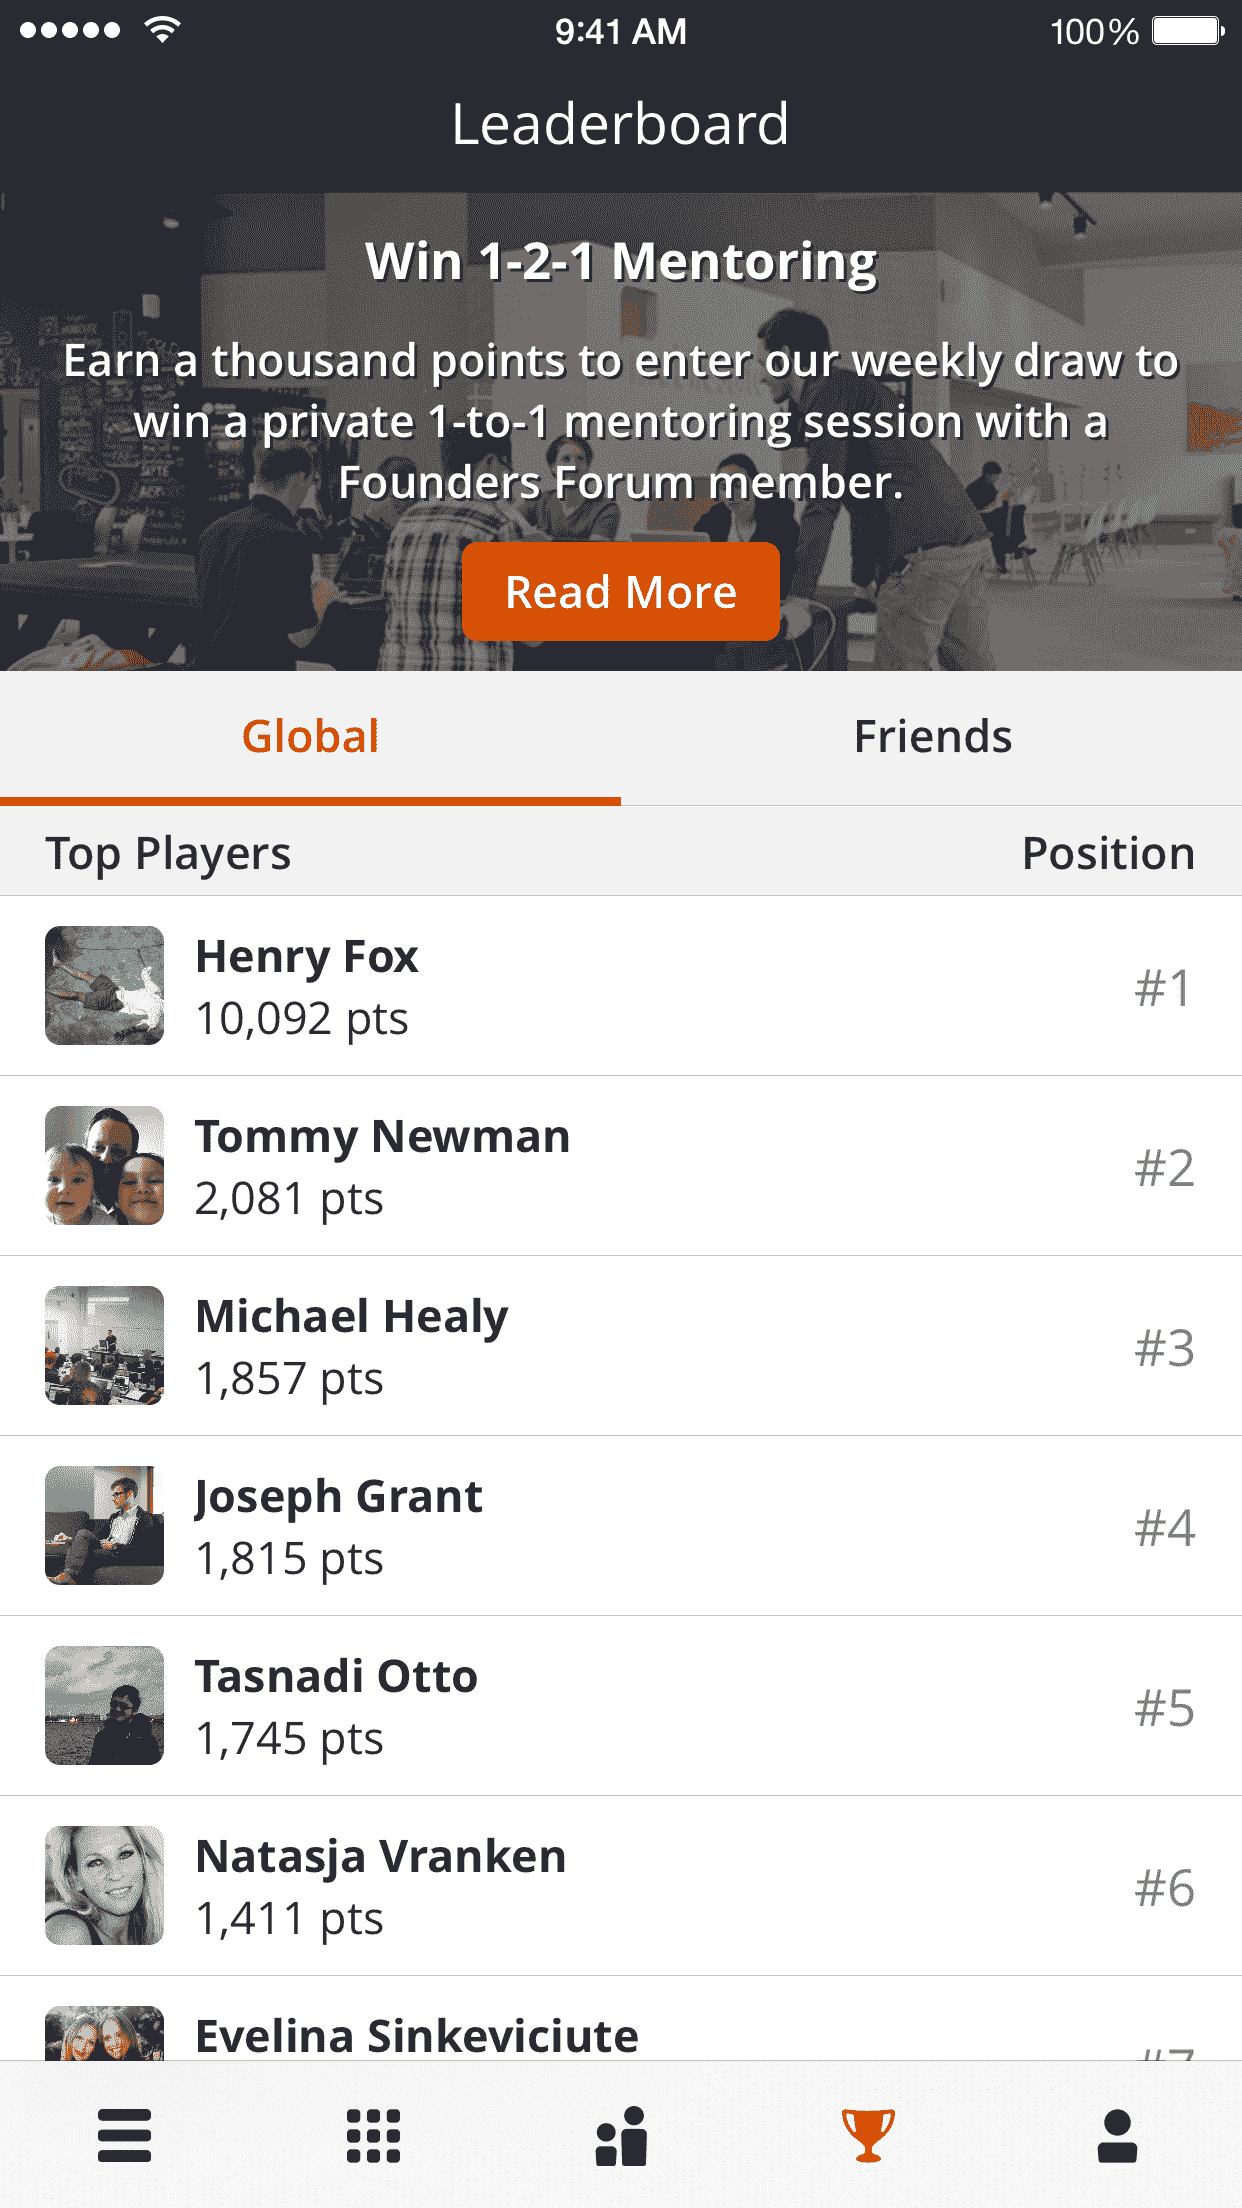 9:41 AM
100%
Leaderboard
Win 1-2-1 Mentoring
Earn a thousand points to enter our weekly draw to
win a private 1-to-1 mentoring session with a
Founders Forum member.
Read More
Global
Friends
Top Players
Position
Henry Fox
10,092 pts
#1
Tommy Newman
2,081 pts
#2
Michael Healy
1,857 pts
#3
Joseph Grant
1,815 pts
#4
Tasnadi Otto
1,745 pts
#5
Natasja Vranken
1,411 pts
#6
Evelina Sinkeviciute
#7